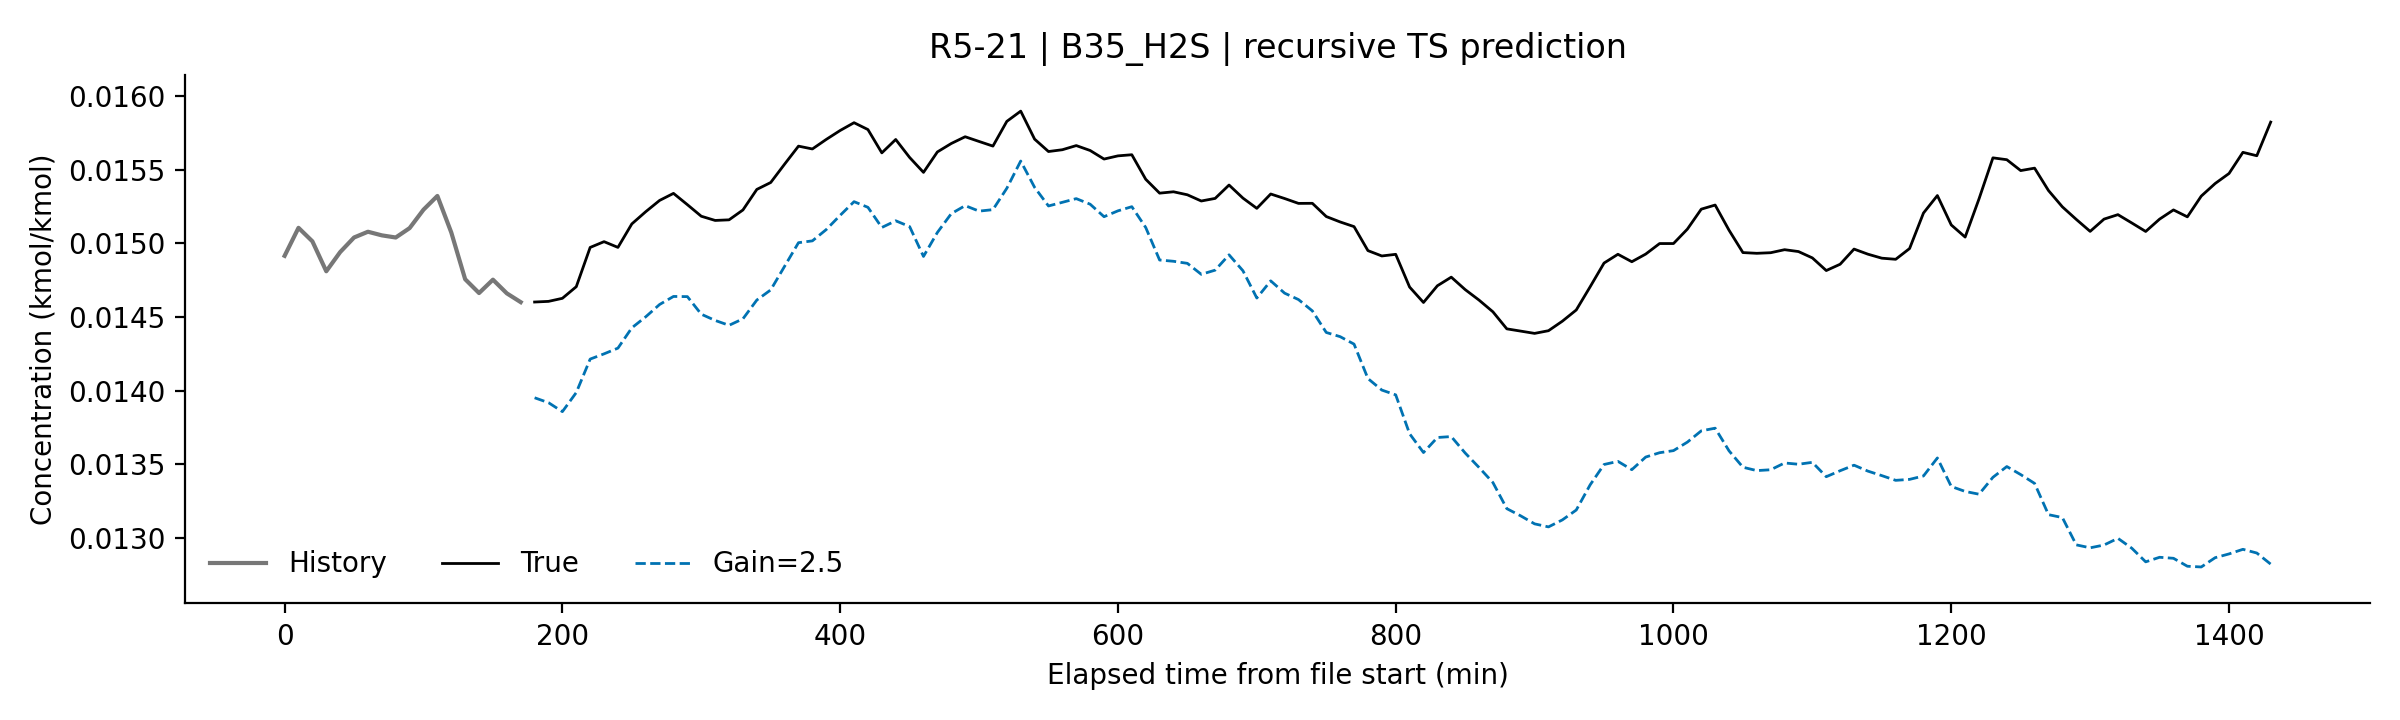 R5-21 | B35_H2S | recursive TS prediction
Concentration (kmol/kmol)
0.0160
0.0155
0.0150
0.0145
0.0140
0.0135
0.0130
History
True
Gain=2.5
0
200
400
600
800
1000
1200
1400
Elapsed time from file start (min)